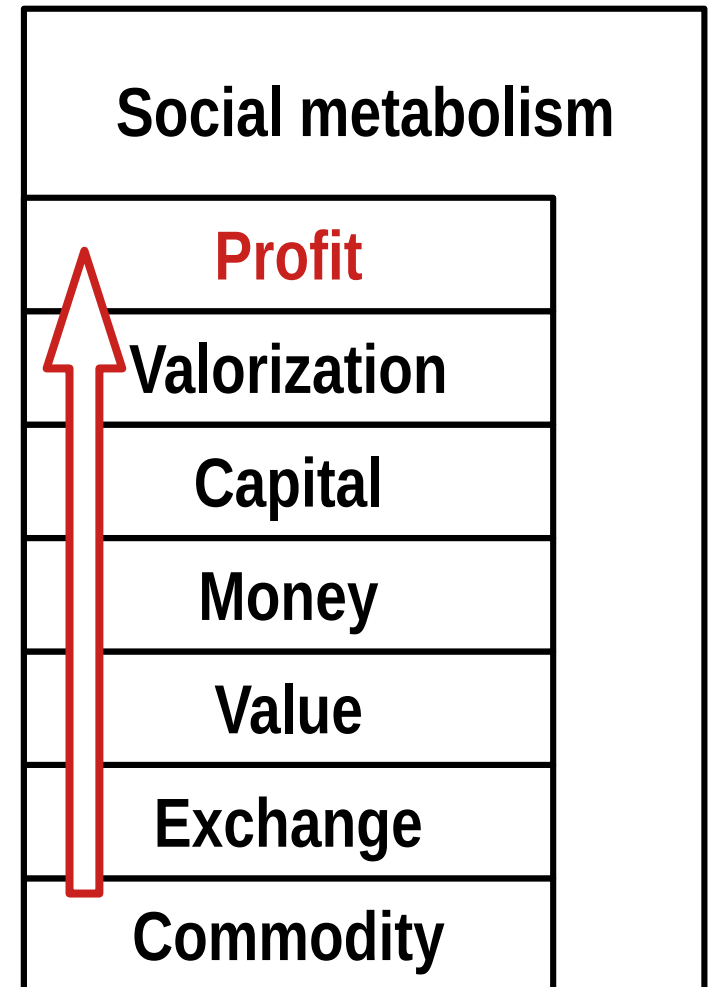 Social metabolism
Profit
Valorization
Capital
Money
Value
Exchange
Commodity